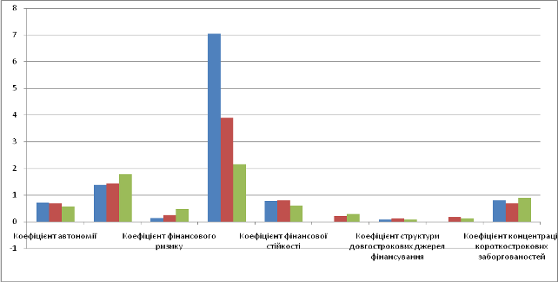 8
7
6
5
4
3
2
1
0
-1
Коефіцієнт автономії
Коефіцієнт фінансового
ризику
Коефіцієнт фінансової
стійкості
Коефіцієнт структури
довгострокових джерел
фінансування
Коефіцієнт концентраці
короткострокових
заборгованостей